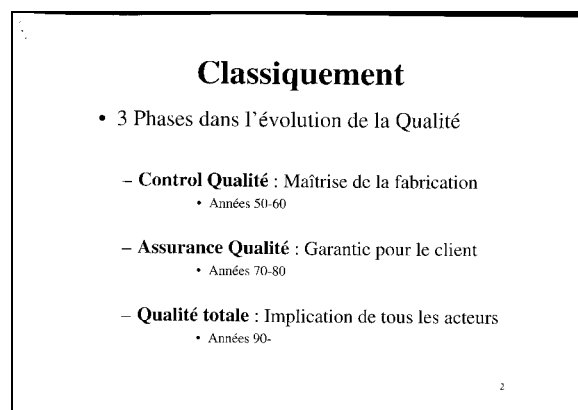 Classiquement
• 3 Phases dans l'évolution de la Qualité
– Control Qualité : Maîtrise de la fabrication
• Années 50-60
– Assurance Qualité : Garantie pour le client
• Années 70-80
– Qualité totale : Implication de tous les acteurs
• Années 90-
2